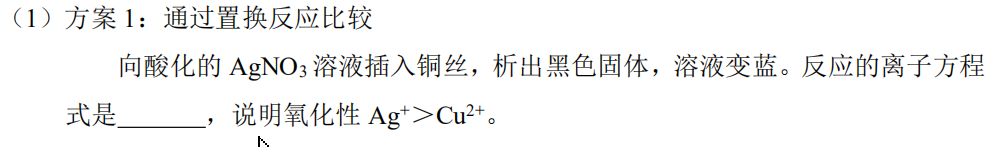 （1）方案 1：通过置换反应比较
向酸化的 AgNO₃ 溶液插入铜丝，析出黑色固体，溶液变蓝。反应的离子方程
式是______，说明氧化性 Ag⁺＞Cu²⁺。